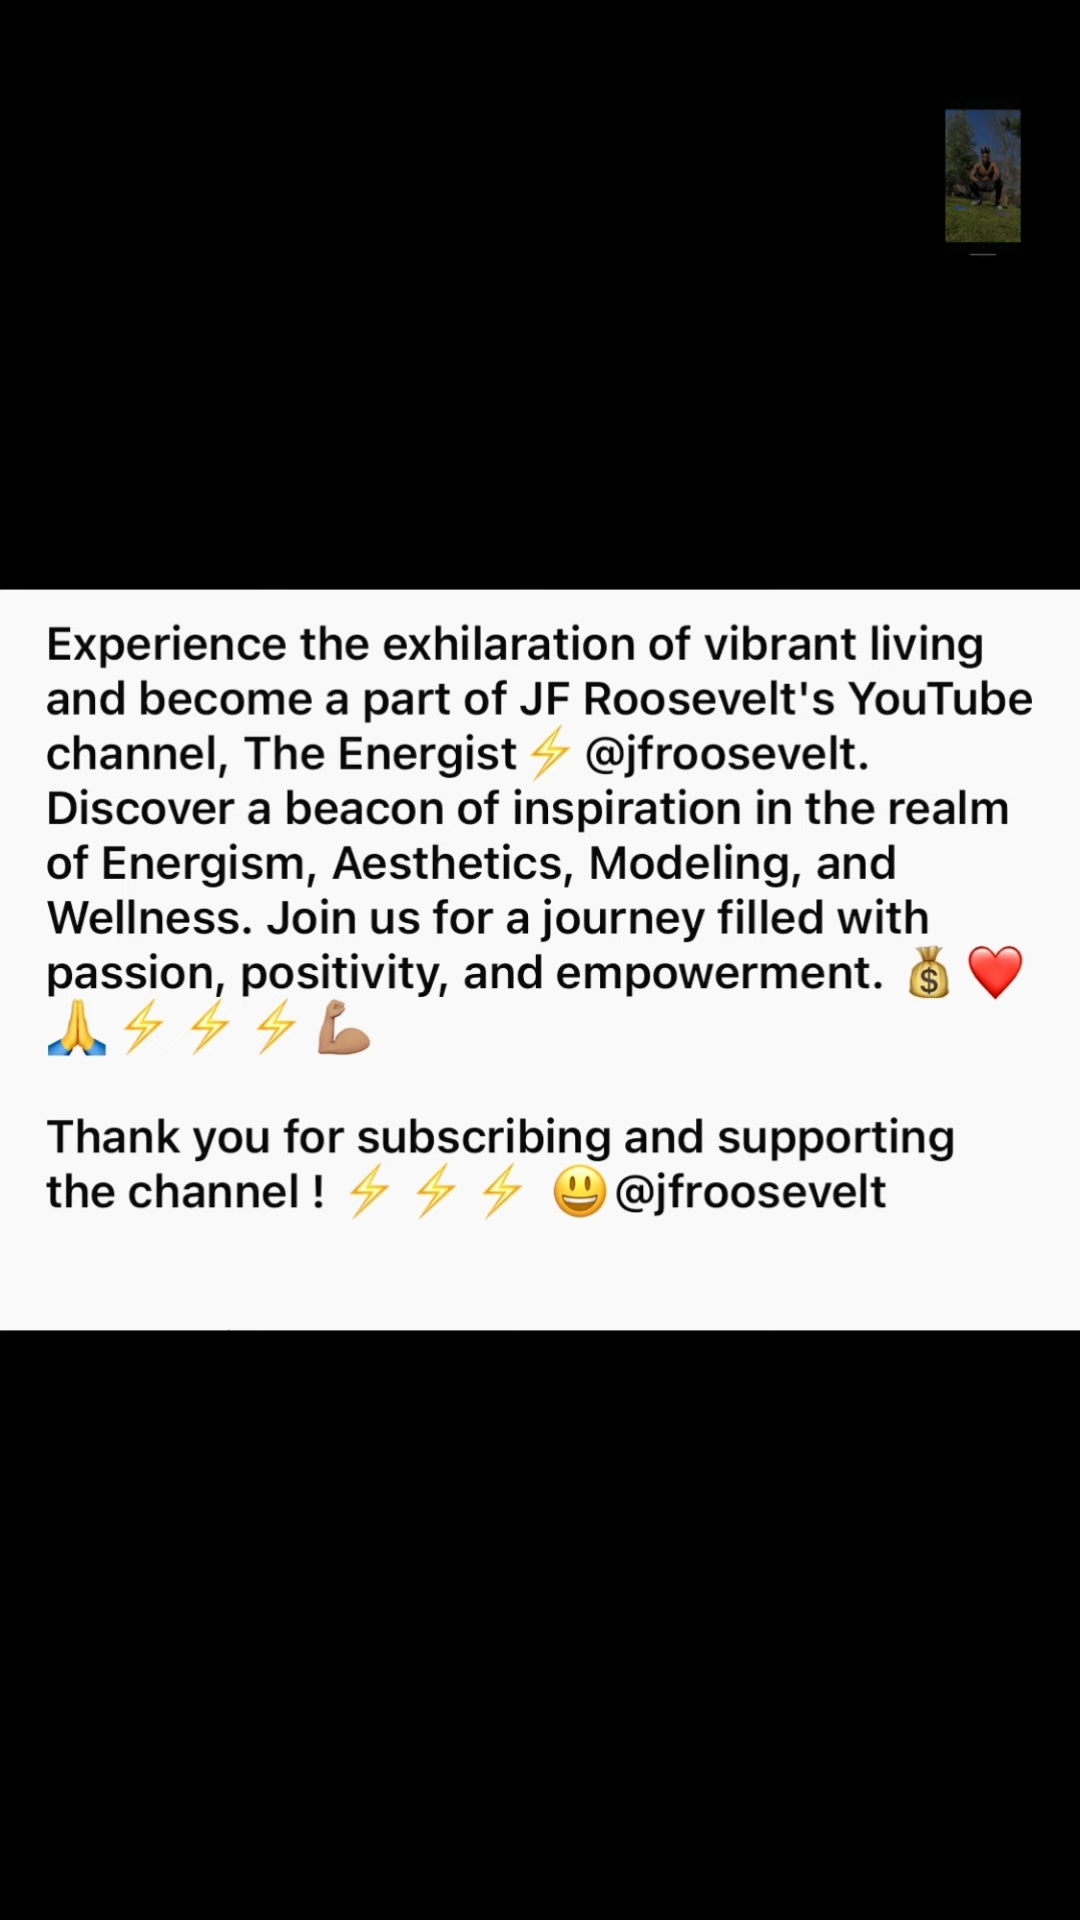 Experience the exhilaration of vibrant living
and become a part of JF Roosevelt's YouTube
channel, The Energist⚡️@jfroosevelt.
Discover a beacon of inspiration in the realm
of Energism, Aesthetics, Modeling, and
Wellness. Join us for a journey filled with
passion, positivity, and empowerment. 💰❤️
🙏⚡️⚡️⚡️💪🏽
Thank you for subscribing and supporting
the channel ! ⚡️⚡️⚡️ 😃@jfroosevelt